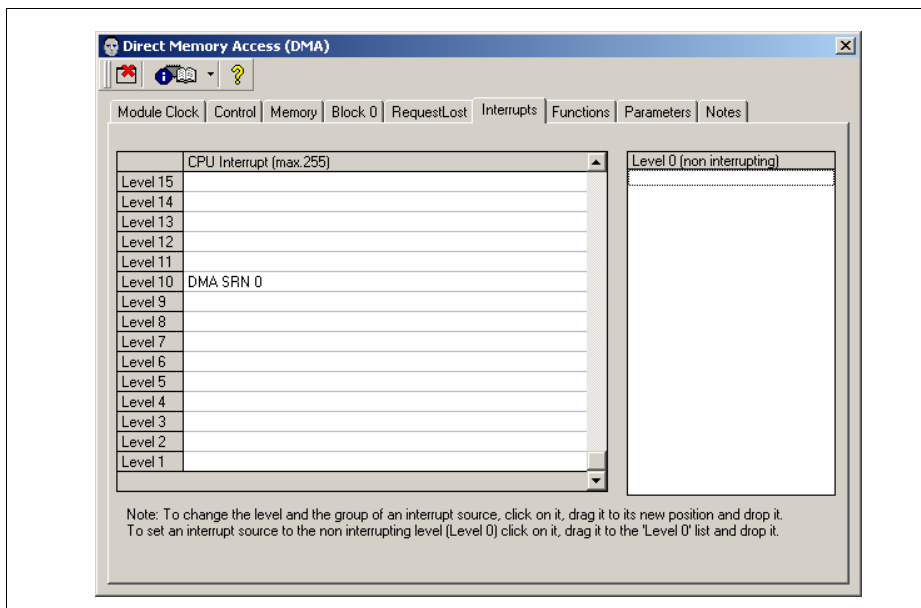 Direct Memory Access (DMA)
Module Clock Control Memory Block 0 RequestLost Interrupts Functions Parameters Notes
CPU Interrupt (max.255)
Level 15
Level 14
Level 13
Level 12
Level 11
Level 10 DMA SRN 0
Level 9
Level 8
Level 7
Level 6
Level 5
Level 4
Level 3
Level 2
Level 1
Level 0 (non interrupting)
Note: To change the level and the group of an interrupt source, click on it, drag it to its new position and drop it.
To set an interrupt source to the non interrupting level (Level 0) click on it, drag it to the 'Level 0' list and drop it.